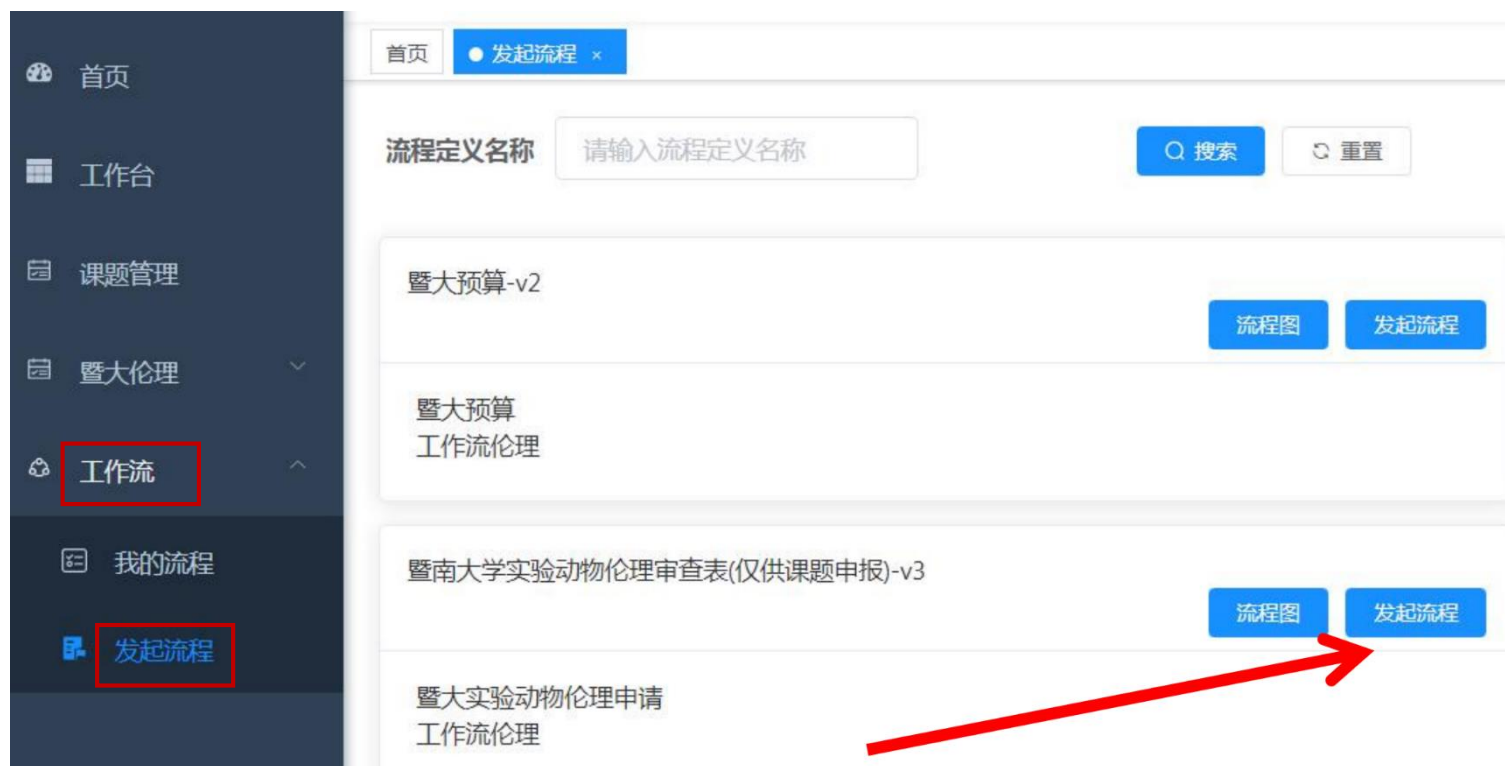 首页
工作台
课题管理
暨大伦理
工作流
我的流程
发起流程
首页 发起流程 ×
流程定义名称 请输入流程定义名称 搜索 重置
暨大预算-v2
流程图 发起流程
暨大预算
工作流伦理
暨南大学实验动物伦理审查表(仅供课题申报)-v3
流程图 发起流程
暨大实验动物伦理申请
工作流伦理